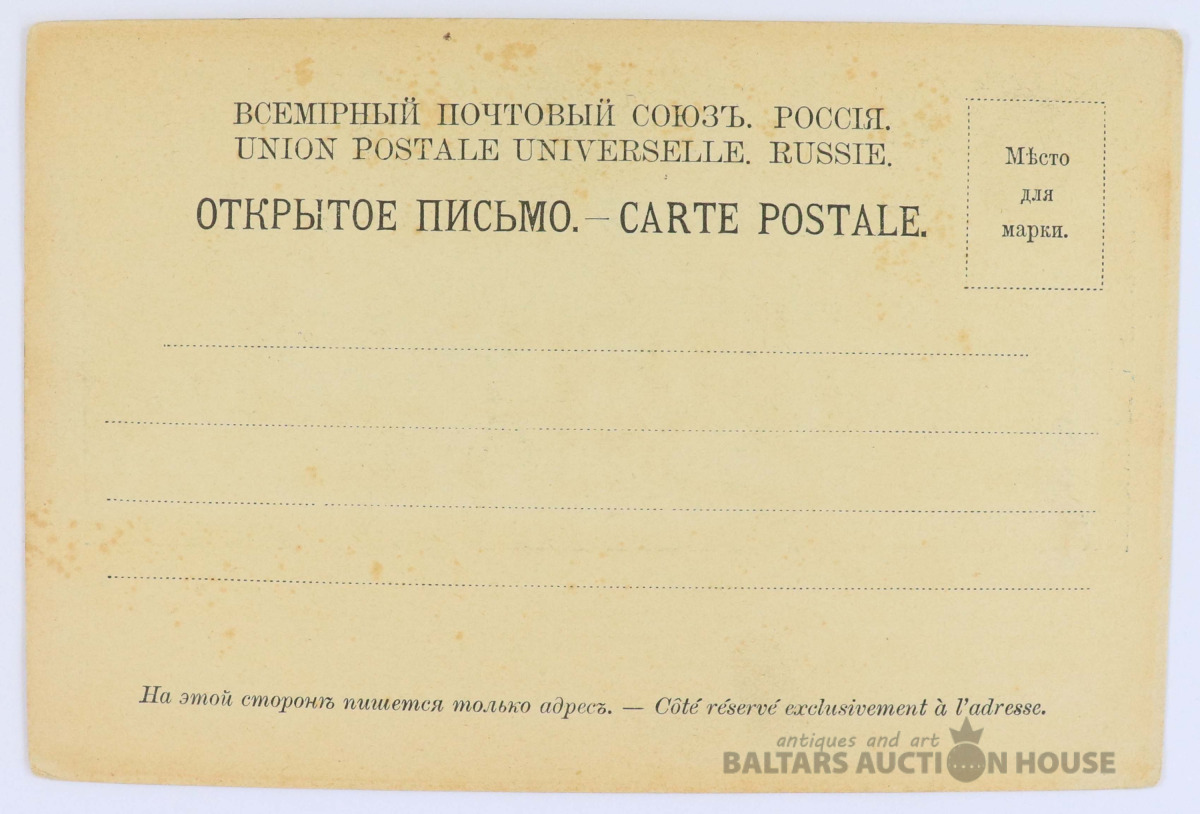 ВСЕМІРНЫЙ ПОЧТОВЫЙ СОЮЗЪ. РОССІЯ.
UNION POSTALE UNIVERSELLE. RUSSIE.
ОТКРЫТОЕ ПИСЬМО. — CARTE POSTALE.
Мѣсто
для
марки.
На этой сторонѣ пишется только адресъ. — Côté réservé exclusivement à l'adresse.
antiques and art
BALTARS AUCTION HOUSE